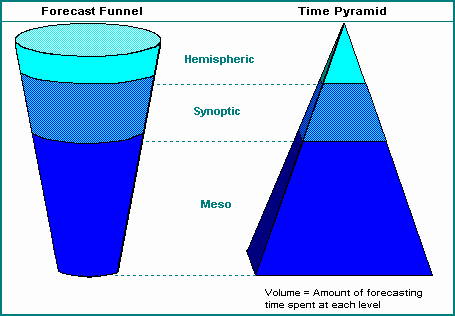 Forecast Funnel
Time Pyramid
Hemispheric
Synoptic
Meso
Volume = Amount of forecasting
time spent at each level